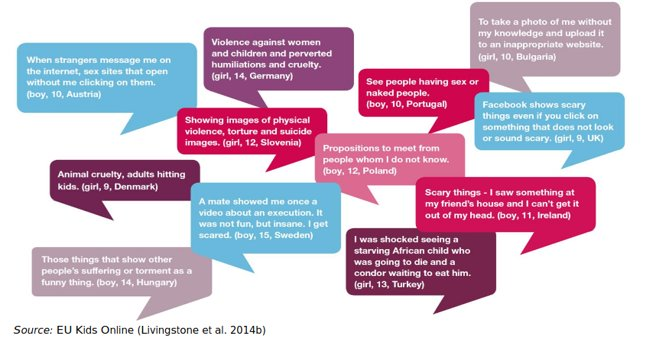 To take a photo of me without
my knowledge and upload it
to an inappropriate website.
(girl, 10, Bulgaria)
Violence against women
and children and perverted
humiliations and cruelty.
(girl, 14, Germany)
When strangers message me on
the internet, sex sites that open
without me clicking on them.
(boy, 10, Austria)
See people having sex or
naked people.
(boy, 10, Portugal)
Facebook shows scary
things even if you click on
something that does not look
or sound scary. (girl, 9, UK)
Showing images of physical
violence, torture and suicide
images. (girl, 12, Slovenia)
Propositions to meet from
people whom I do not know.
(boy, 12, Poland)
Animal cruelty, adults hitting
kids. (girl, 9, Denmark)
Scary things - I saw something at
my friend's house and I can't get it
out of my head. (boy, 11, Ireland)
A mate showed me once a
video about an execution. It
was not fun, but insane. I get
scared. (boy, 15, Sweden)
I was shocked seeing a
starving African child who
was going to die and a
condor waiting to eat him.
(girl, 13, Turkey)
Those things that show other
people's suffering or torment as a
funny thing. (boy, 14, Hungary)
Source: EU Kids Online (Livingstone et al. 2014b)